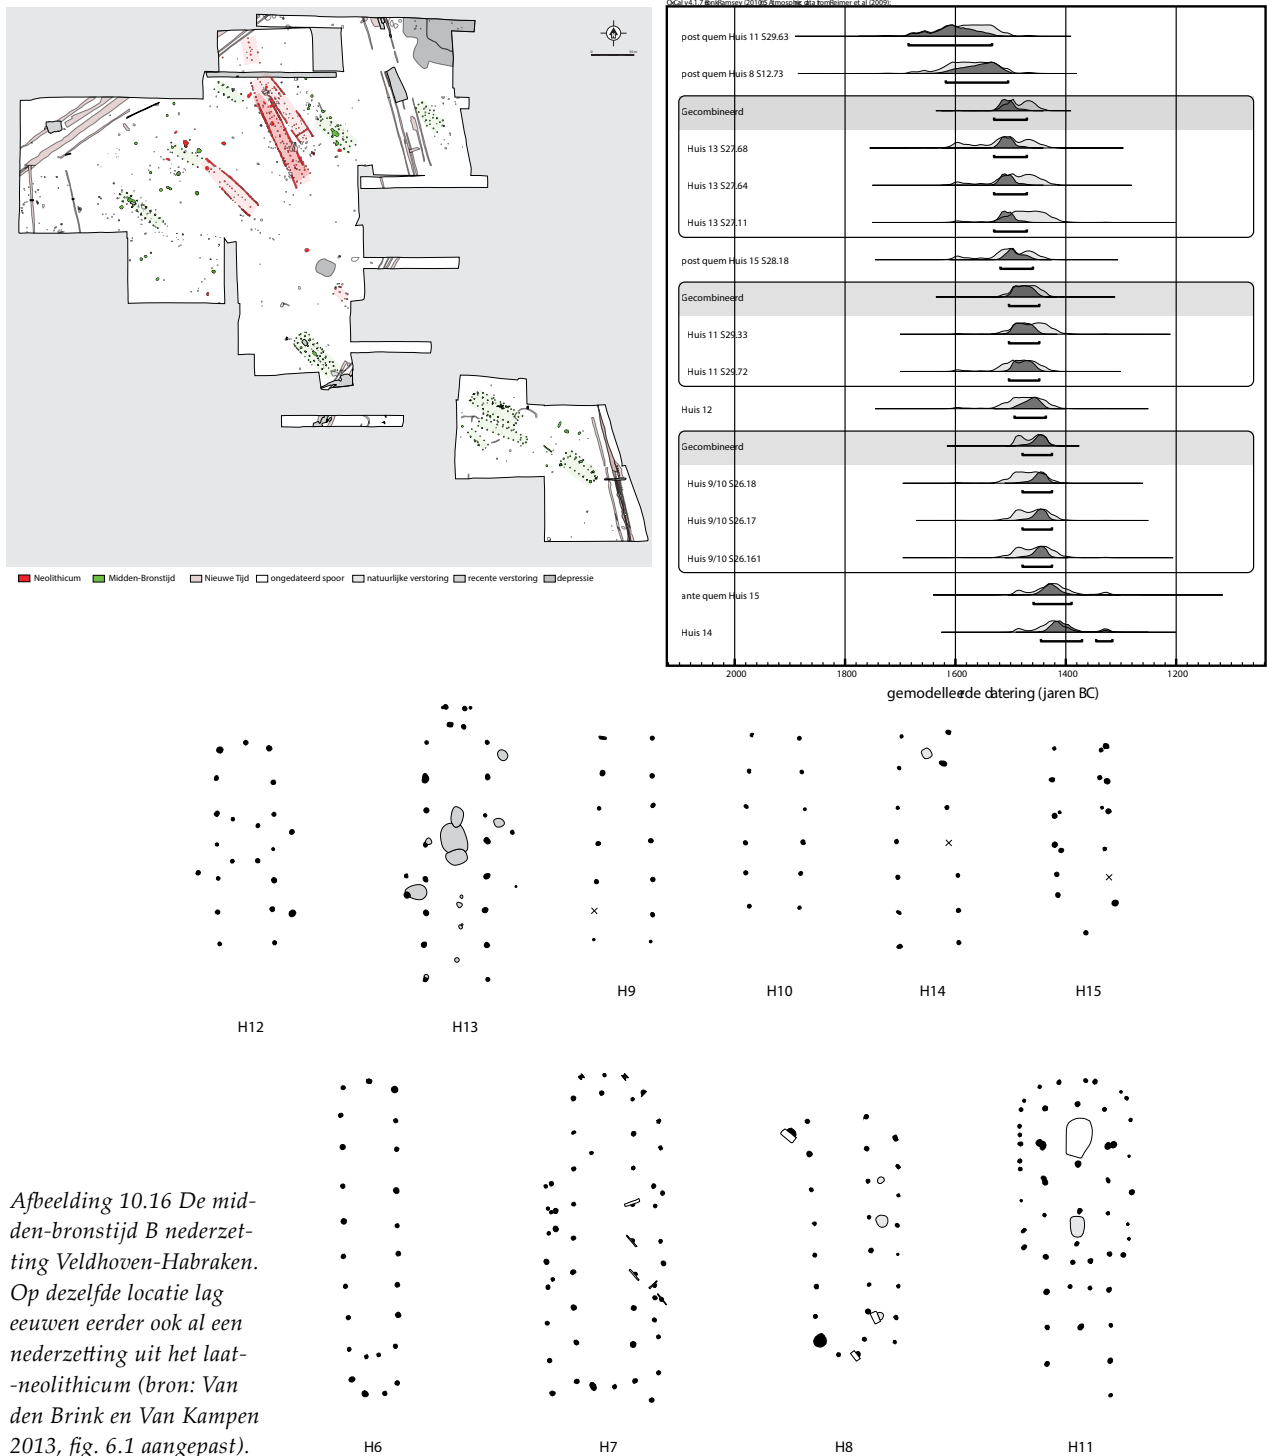 post quem Huis 11 S29.63
post quem Huis 8 S12.73
Gecombineerd
Huis 13 S27.68
Huis 13 S27.64
Huis 13 S27.11
post quem Huis 15 S28.18
Gecombineerd
Huis 11 S29.33
Huis 11 S29.72
Huis 12
Gecombineerd
Huis 9/10 S26.18
Huis 9/10 S26.17
Huis 9/10 S26.161
ante quem Huis 15
Huis 14
2000 1800 1600 1400 1200
gemodelleerde datering (jaren BC)
Neolithicum Midden-Bronstijd Nieuwe Tijd ongedateerd spoor natuurlijke verstoring recente verstoring depressie
H9 H10 H14 H15
H12 H13
Afbeelding 10.16 De mid-
den-bronstijd B nederzet-
ting Veldhoven-Habraken.
Op dezelfde locatie lag
eeuwen eerder ook al een
nederzetting uit het laat-
-neolithicum (bron: Van
den Brink en Van Kampen
2013, fig. 6.1 aangepast).
H6 H7 H8 H11